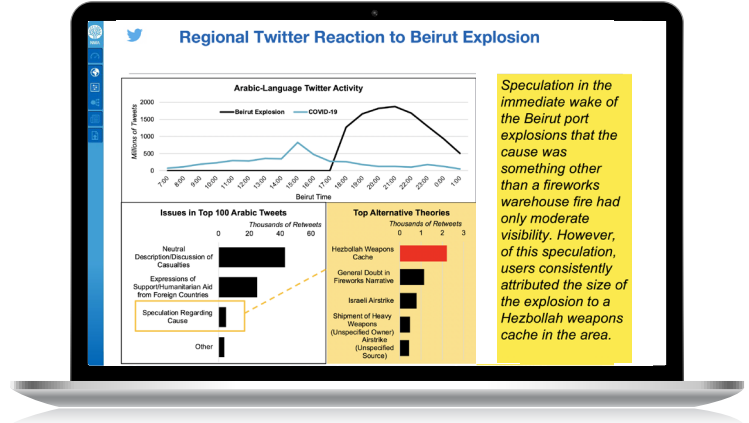 Regional Twitter Reaction to Beirut Explosion
Arabic-Language Twitter Activity
Millions of Tweets
2000
1500
1000
500
0
Beirut Explosion
COVID-19
7:00
8:00
9:00
10:00
11:00
12:00
13:00
14:00
15:00
16:00
17:00
18:00
19:00
20:00
21:00
22:00
23:00
0:00
1:00
Beirut Time
Issues in Top 100 Arabic Tweets
Thousands of Retweets
0 20 40 60
Neutral
Description/Discussion of
Casualties
Expressions of
Support/Humanitarian Aid
from Foreign Countries
Speculation Regarding
Cause
Other
Top Alternative Theories
Thousands of Retweets
0 1 2 3
Hezbollah Weapons
Cache
General Doubt in
Fireworks Narrative
Israeli Airstrike
Shipment of Heavy
Weapons
(Unspecified Owner)
Airstrike
(Unspecified
Source)
Speculation in the
immediate wake of
the Beirut port
explosions that the
cause was
something other
than a fireworks
warehouse fire had
only moderate
visibility. However,
of this speculation,
users consistently
attributed the size of
the explosion to a
Hezbollah weapons
cache in the area.